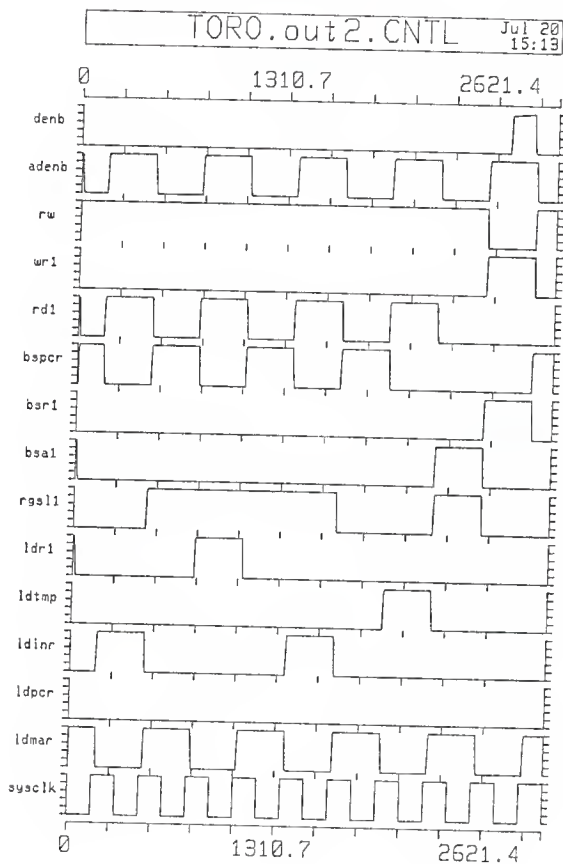 TORO.out2.CNTL Jul 20
15:13
0 1310.7 2621.4
denb
adenb
rw
wr1
rd1
bspcr
bsr1
bsa1
rgsl1
ldr1
ldtmp
ldinr
ldpcr
ldmar
sysclk
0 1310.7 2621.4